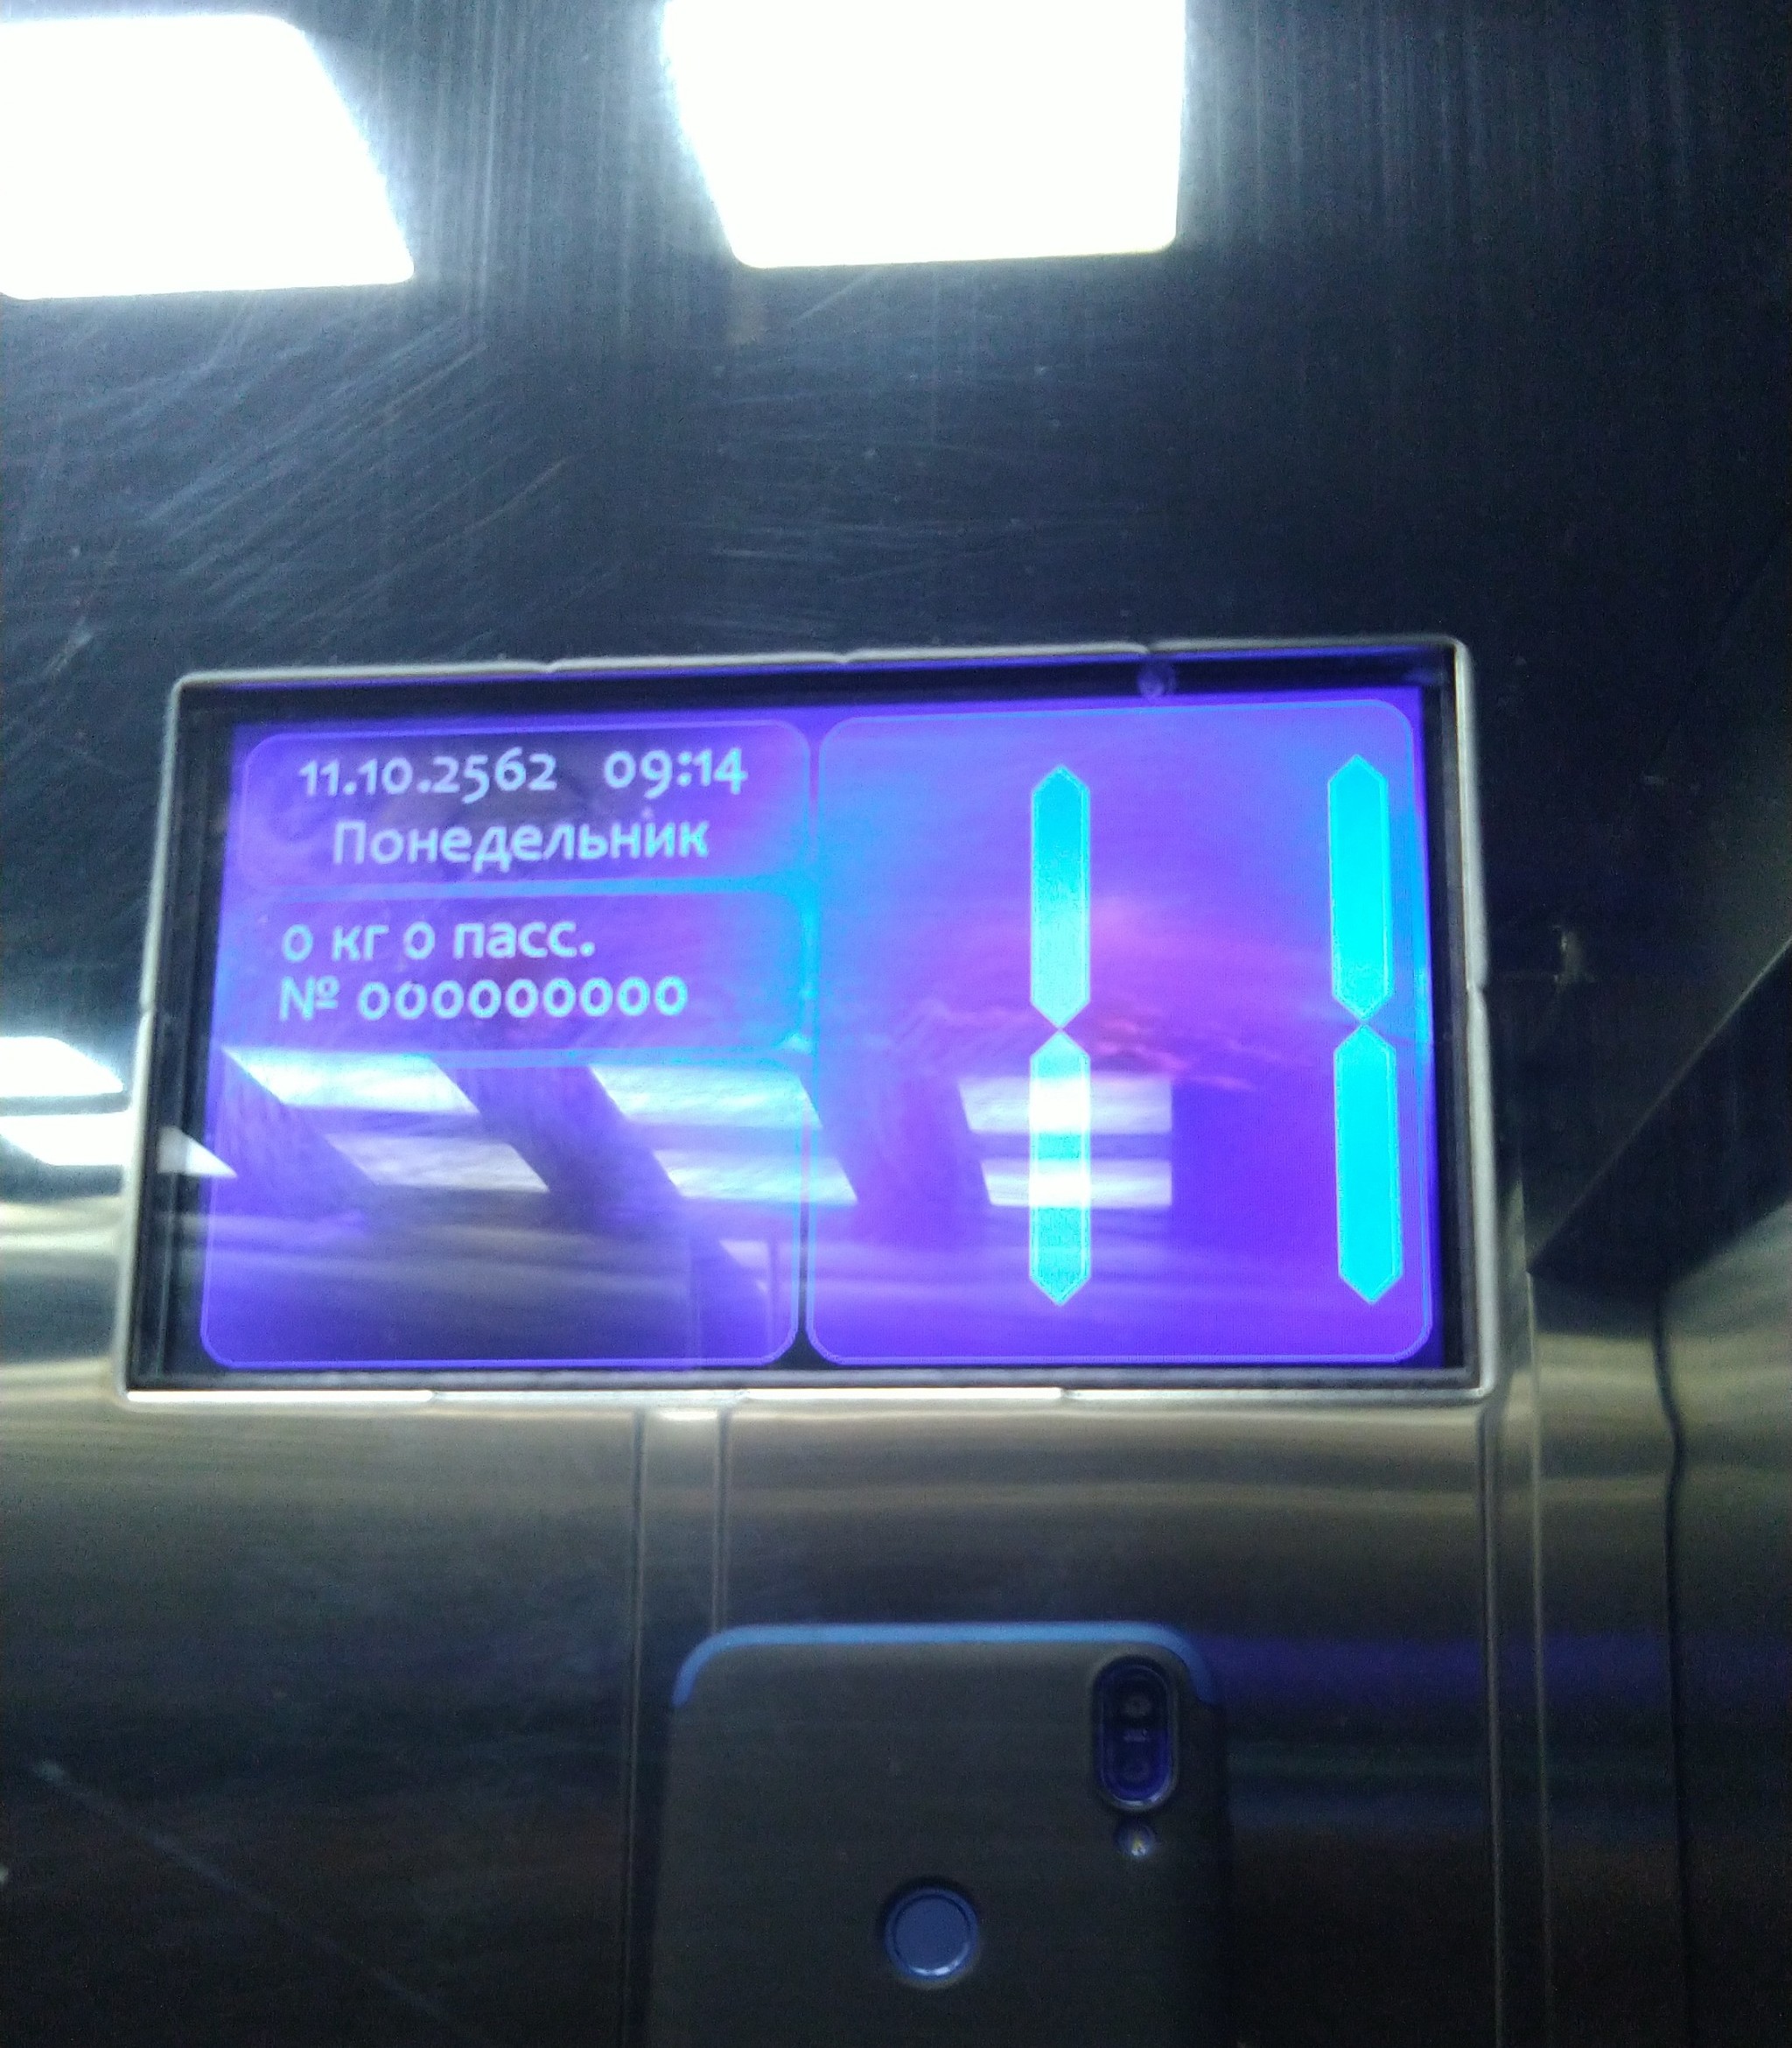 11.10.2562 09:14
Понедельник
0 кг 0 пасс.
№ 000000000
11